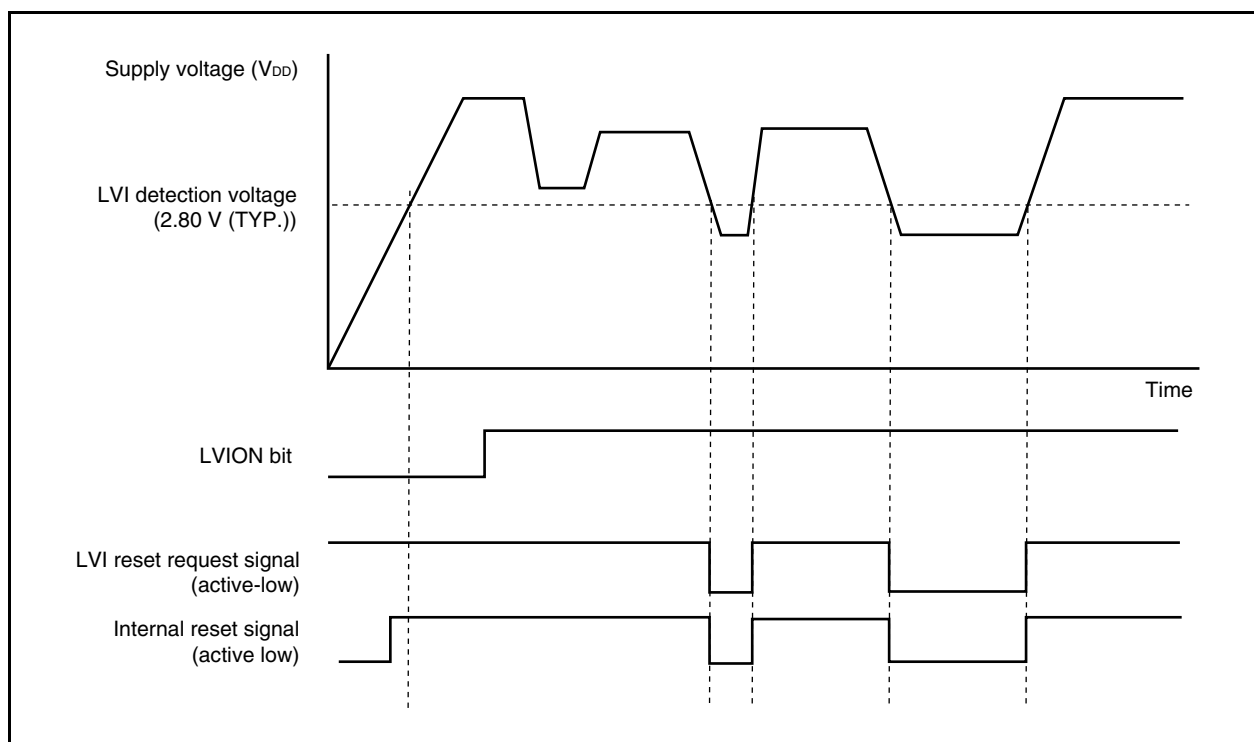 Supply voltage (VDD)
LVI detection voltage
(2.80 V (TYP.))
Time
LVION bit
LVI reset request signal
(active-low)
Internal reset signal
(active low)